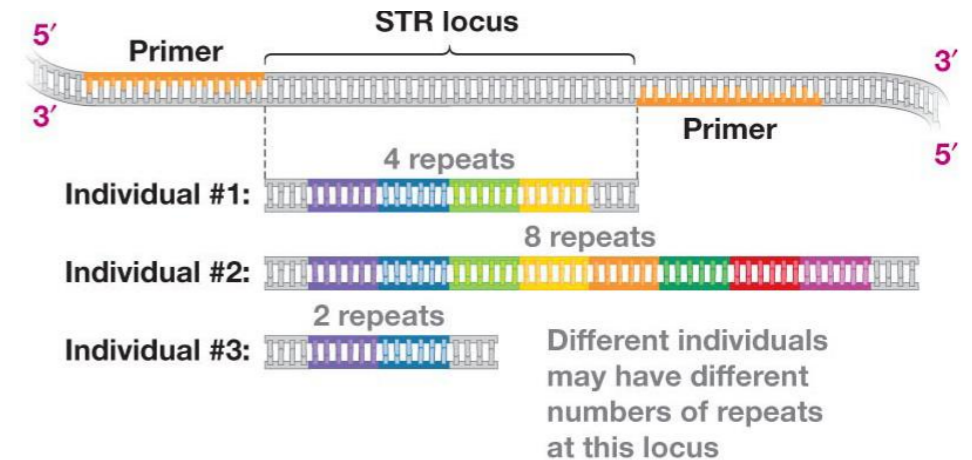 STR locus
5′
Primer
3′
3′
Primer
5′
4 repeats
Individual #1:
8 repeats
Individual #2:
2 repeats
Individual #3:
Different individuals
may have different
numbers of repeats
at this locus